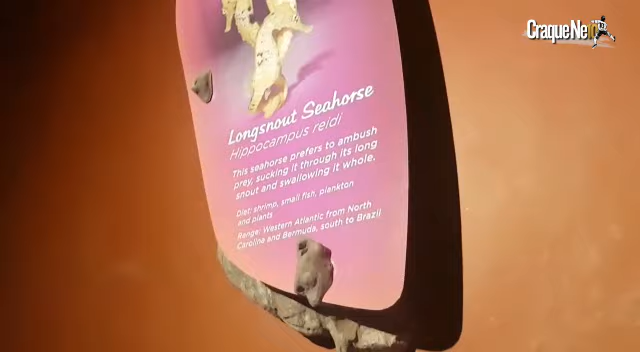 CraqueNeto
Longsnout Seahorse
Hippocampus reidi
This seahorse prefers to ambush
prey, sucking it through its long
snout and swallowing it whole.
Diet: shrimp, small fish, plankton
and plants
Range: Western Atlantic from North
Carolina and Bermuda, south to Brazil